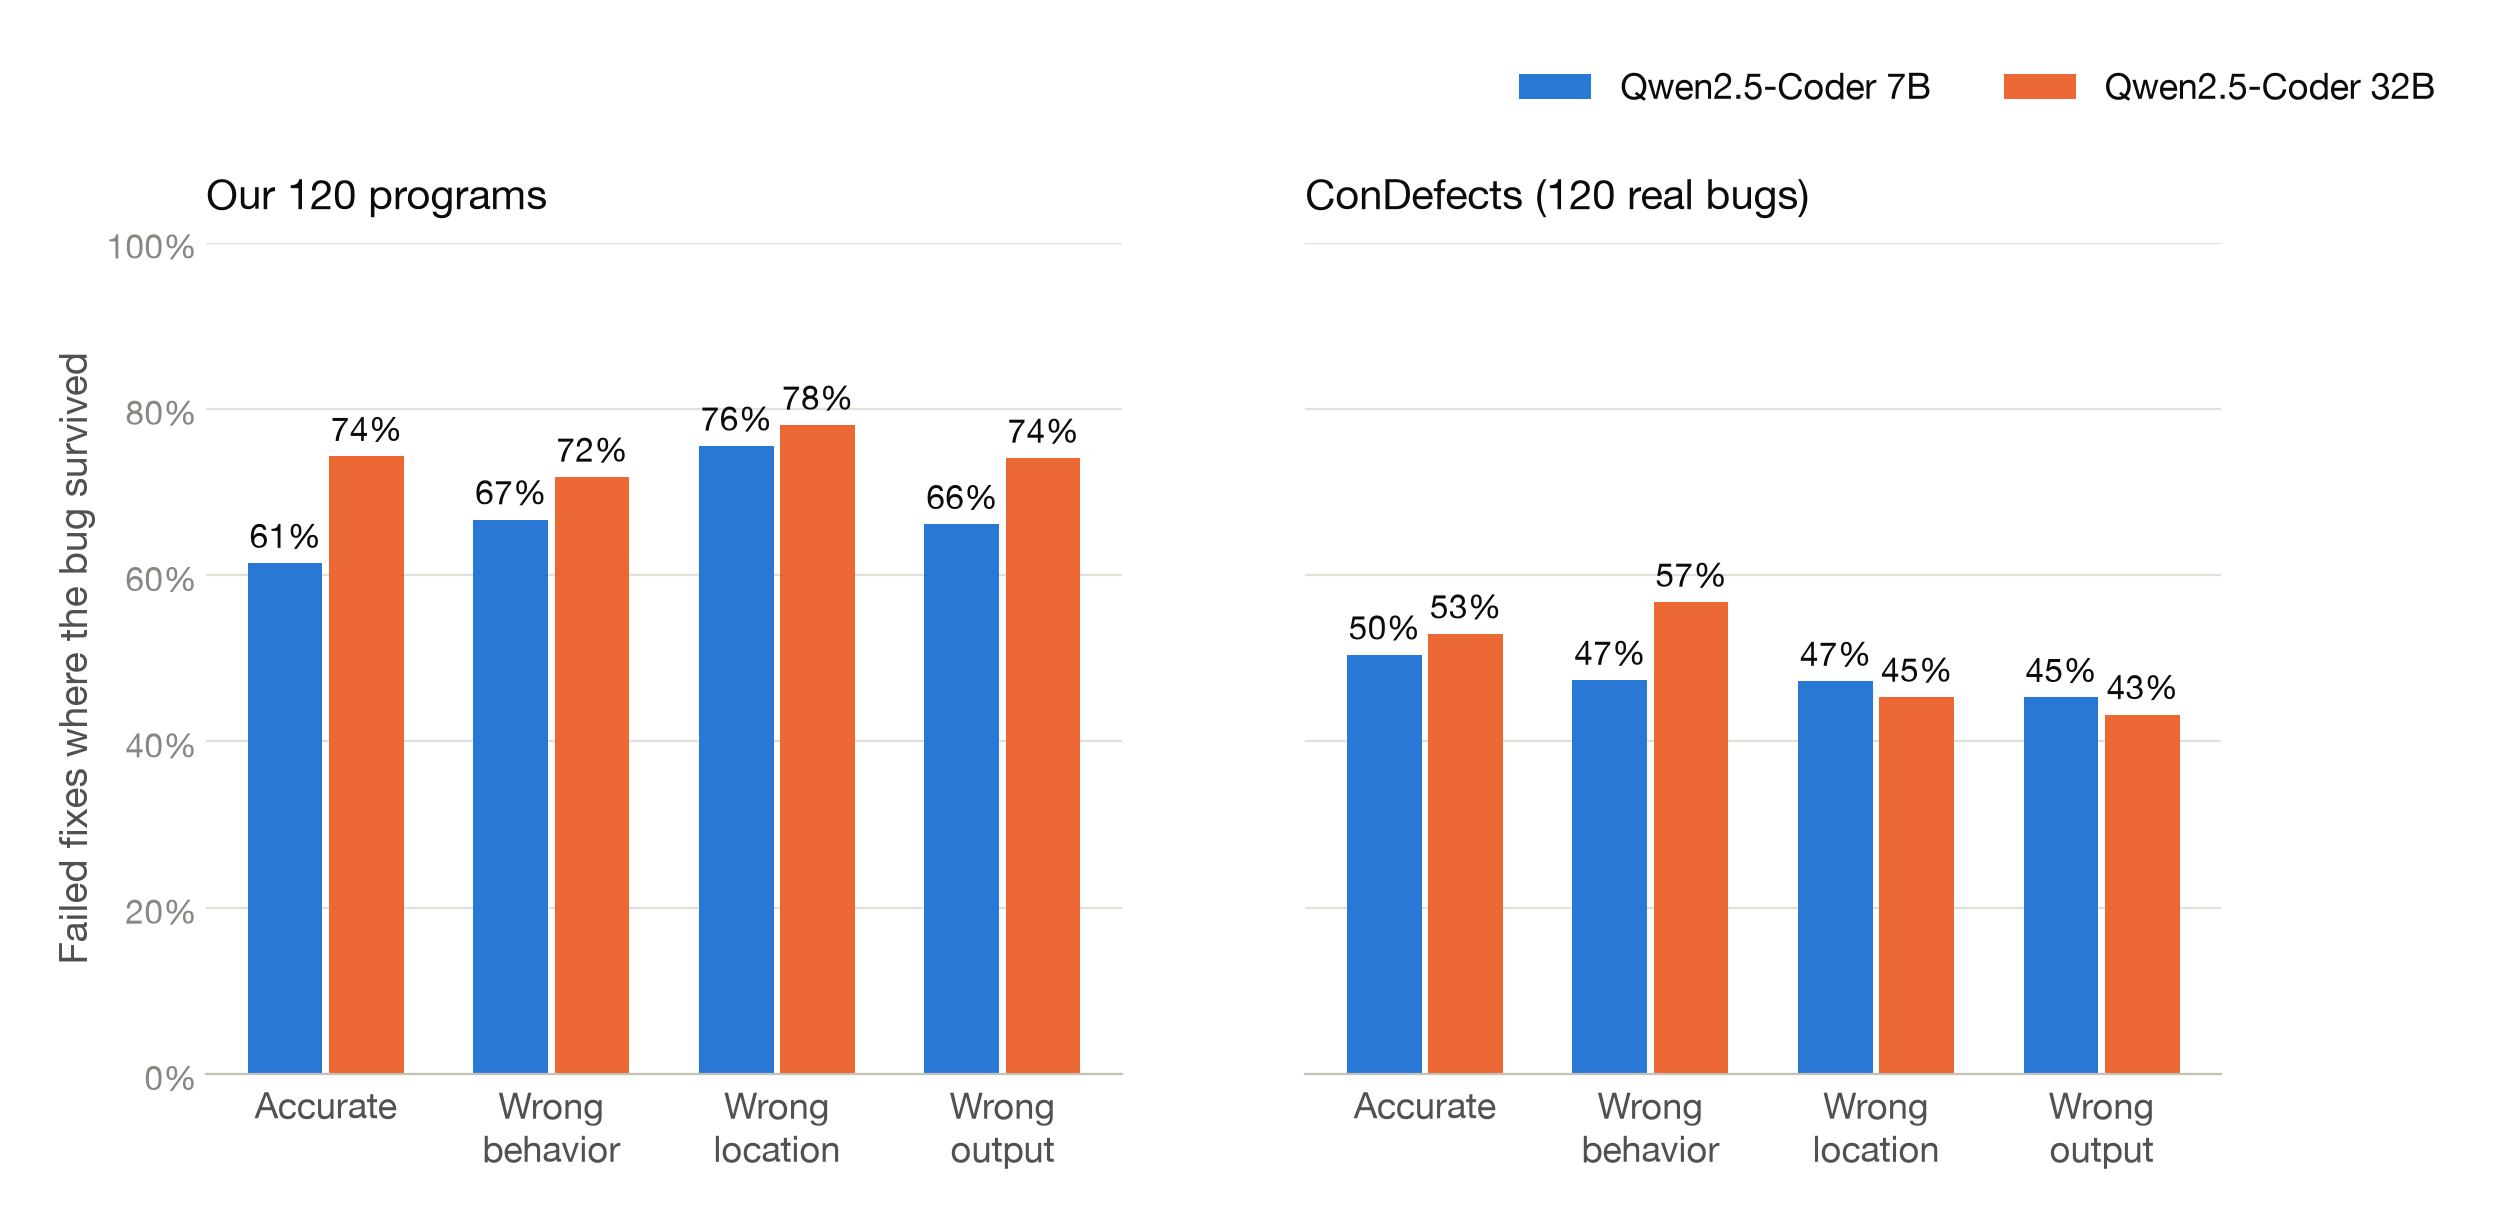 Qwen2.5-Coder 7B
Qwen2.5-Coder 32B
Our 120 programs
ConDefects (120 real bugs)
Failed fixes where the bug survived
100%
80%
60%
40%
20%
0%
61%
74%
67%
72%
76%
78%
66%
74%
50%
53%
47%
57%
47%
45%
45%
43%
Accurate
Wrong
behavior
Wrong
location
Wrong
output
Accurate
Wrong
behavior
Wrong
location
Wrong
output